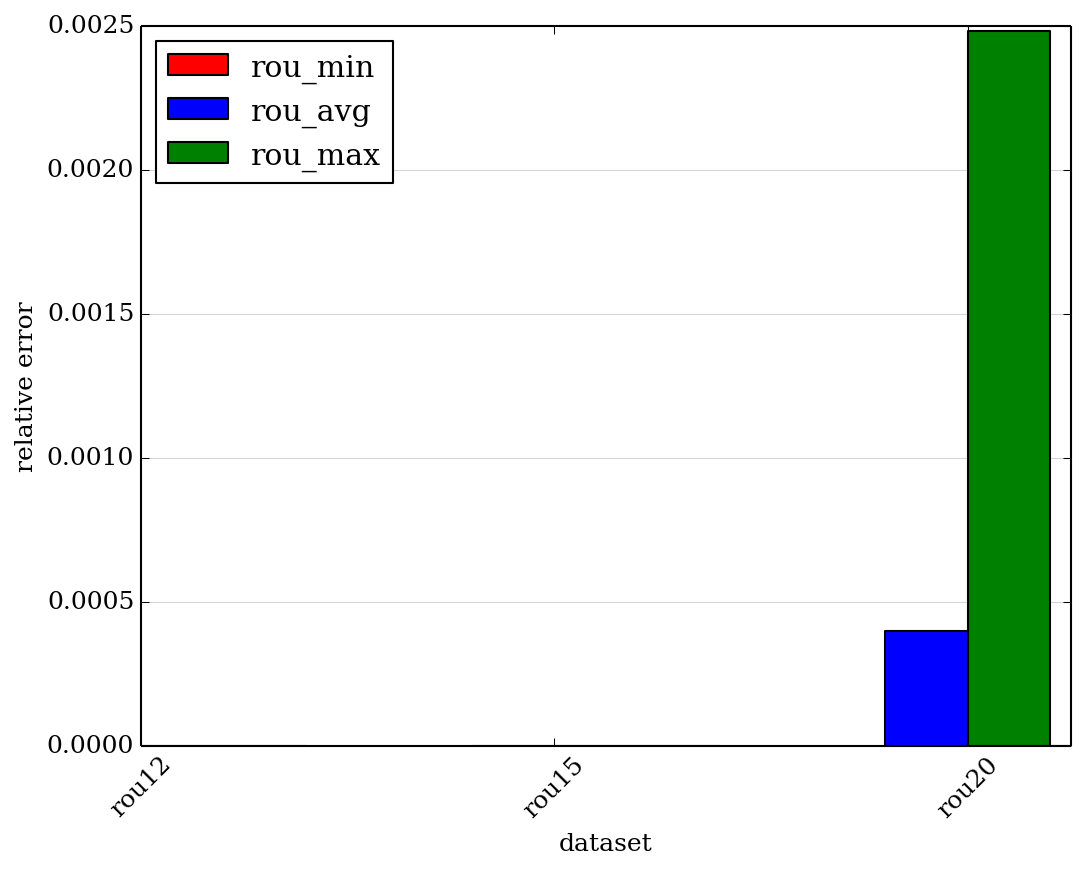 0.0025
0.0020
0.0015
0.0010
0.0005
0.0000
relative error
rou_min
rou_avg
rou_max
rou12
rou15
rou20
dataset